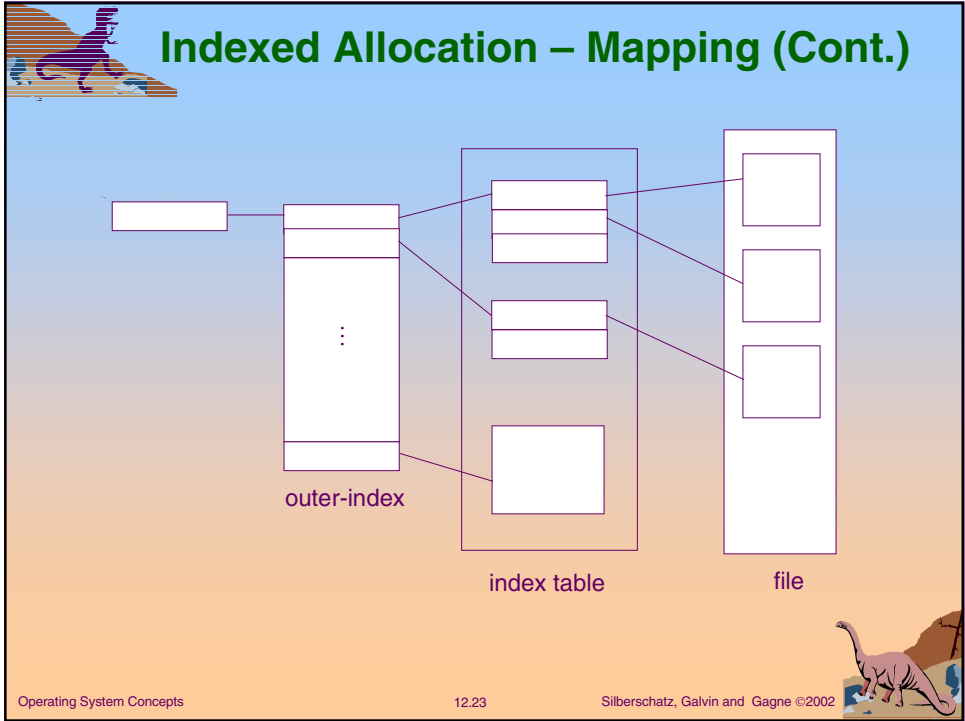 Indexed Allocation – Mapping (Cont.)
⋮
outer-index
index table
file
Operating System Concepts
12.23
Silberschatz, Galvin and Gagne ©2002